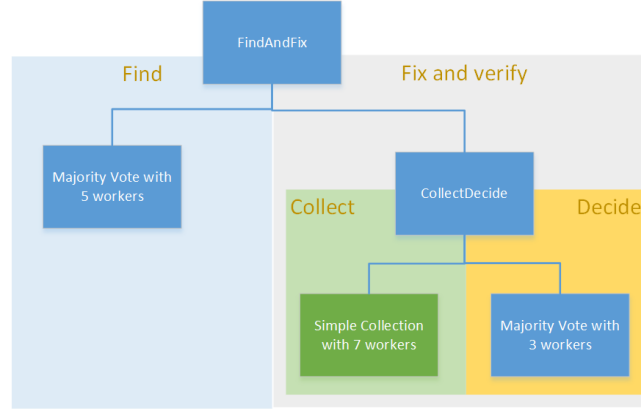 FindAndFix
Find
Fix and verify
Majority Vote with
5 workers
CollectDecide
Collect
Decide
Simple Collection
with 7 workers
Majority Vote with
3 workers